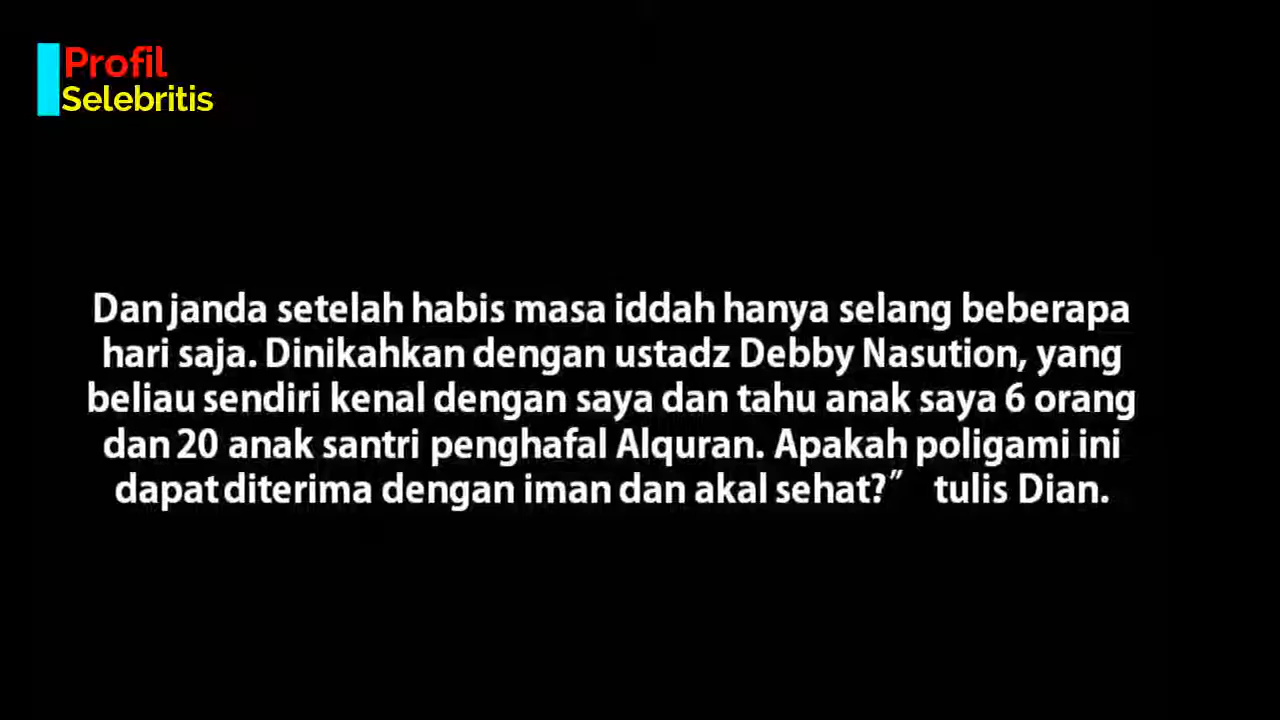 Profil
Selebritis
Dan janda setelah habis masa iddah hanya selang beberapa
hari saja. Dinikahkan dengan ustadz Debby Nasution, yang
beliau sendiri kenal dengan saya dan tahu anak saya 6 orang
dan 20 anak santri penghafal Alquran. Apakah poligami ini
dapat diterima dengan iman dan akal sehat?” tulis Dian.